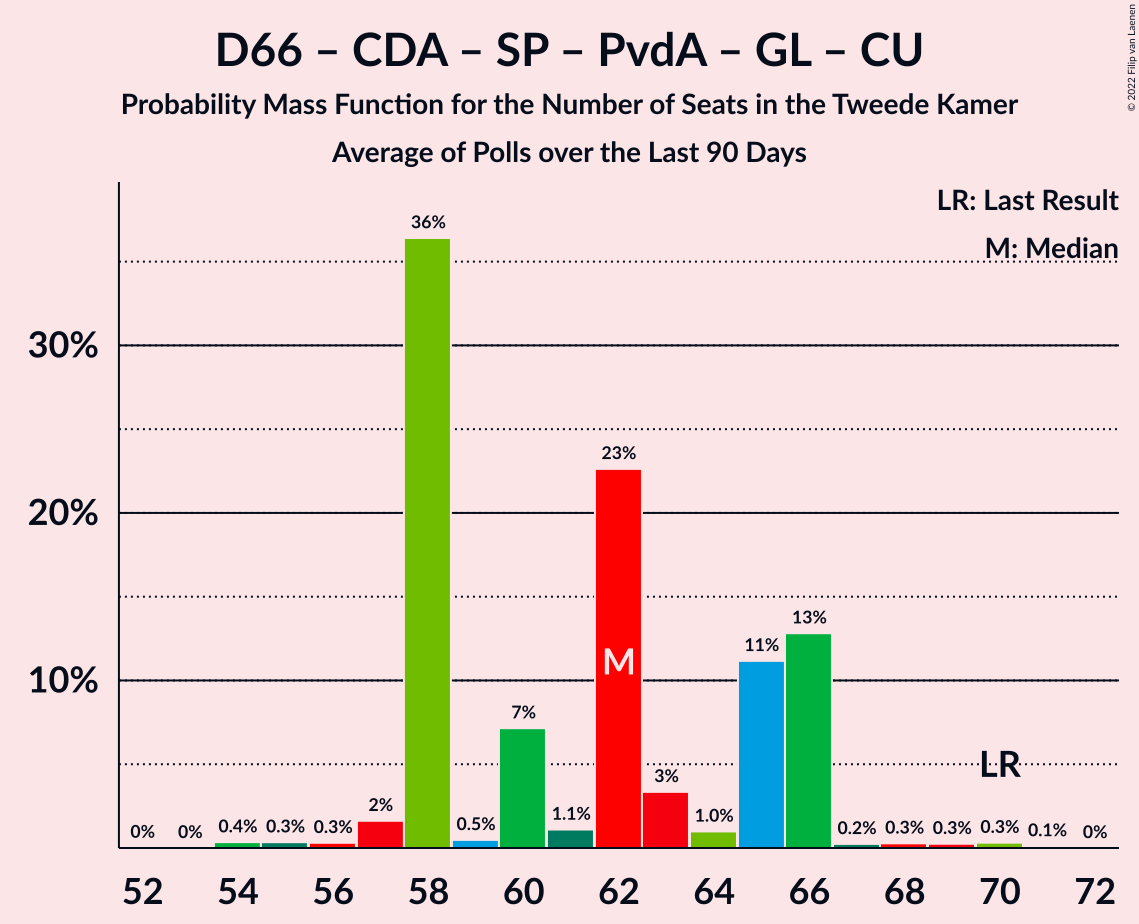 D66 – CDA – SP – PvdA – GL – CU
Probability Mass Function for the Number of Seats in the Tweede Kamer
Average of Polls over the Last 90 Days
© 2022 Filip van Laenen
LR: Last Result
M: Median
30%
20%
10%
0%
0%
0.4%
0.3%
0.3%
2%
36%
0.5%
7%
1.1%
23%
M
3%
1.0%
11%
13%
0.2%
0.3%
0.3%
0.3%
LR
0.1%
0%
52 54 56 58 60 62 64 66 68 70 72